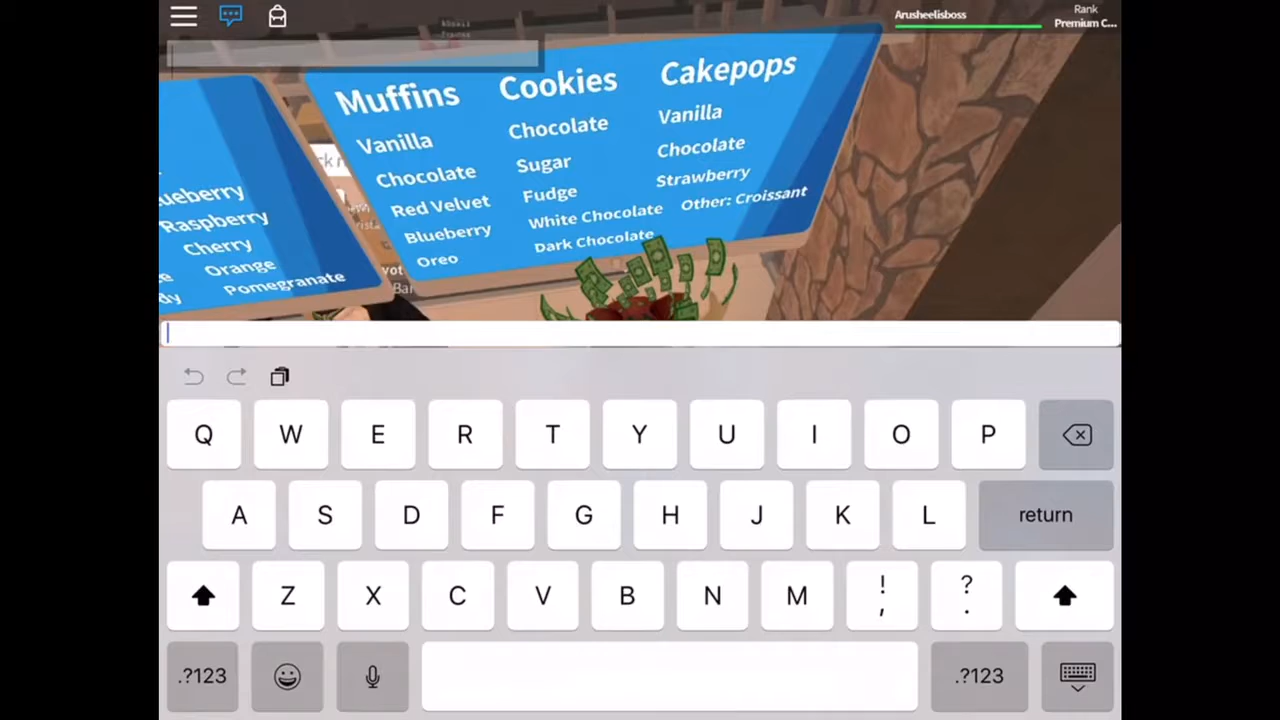 Arusheelisboss
Rank
Premium C...
Muffins
Vanilla
Chocolate
Red Velvet
Blueberry
Oreo
Cookies
Chocolate
Sugar
Fudge
White Chocolate
Dark Chocolate
Cakepops
Vanilla
Chocolate
Strawberry
Other: Croissant
ueberry
Raspberry
Cherry
Orange
Pomegranate
Q W E R T Y U I O P
A S D F G H J K L return
Z X C V B N M ! , ? .
.?123 .?123